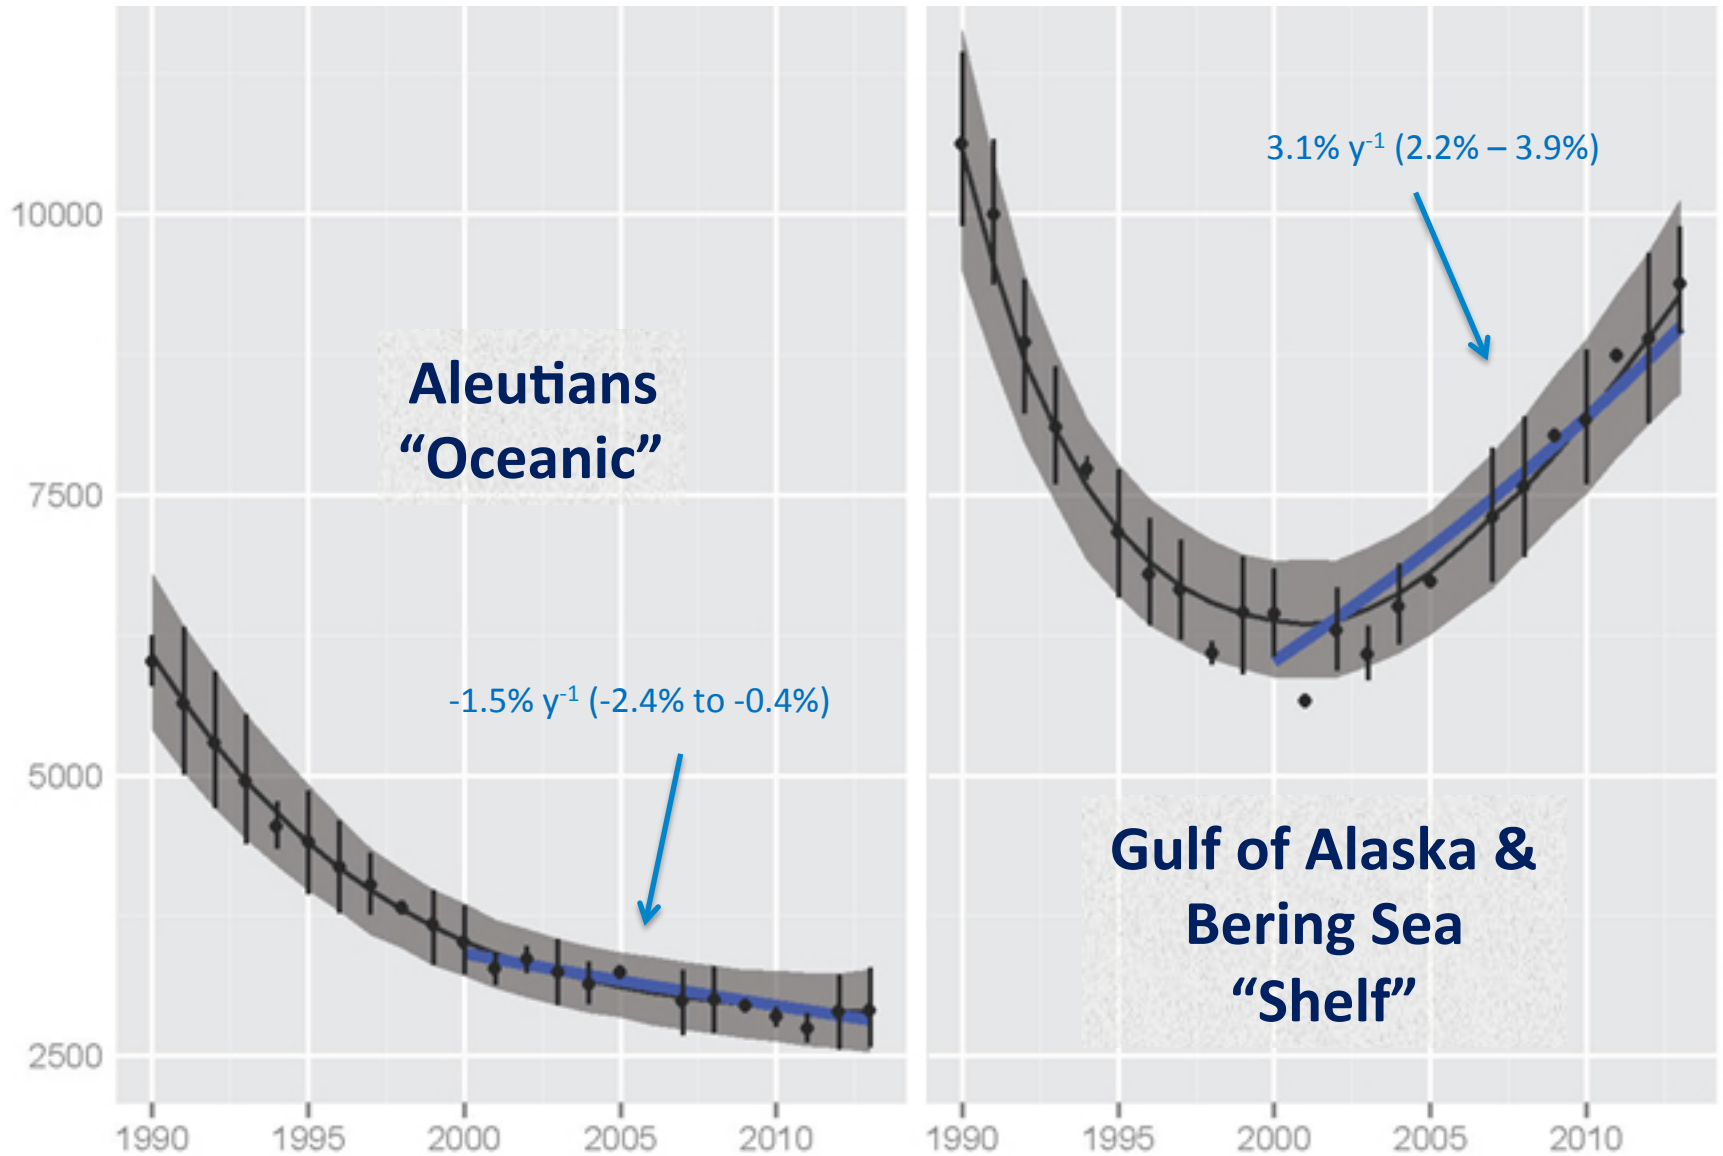 10000
7500
5000
2500
Aleutians
“Oceanic”
-1.5% y-1 (-2.4% to -0.4%)
1990 1995 2000 2005 2010
3.1% y-1 (2.2% – 3.9%)
Gulf of Alaska &
Bering Sea
“Shelf”
1990 1995 2000 2005 2010